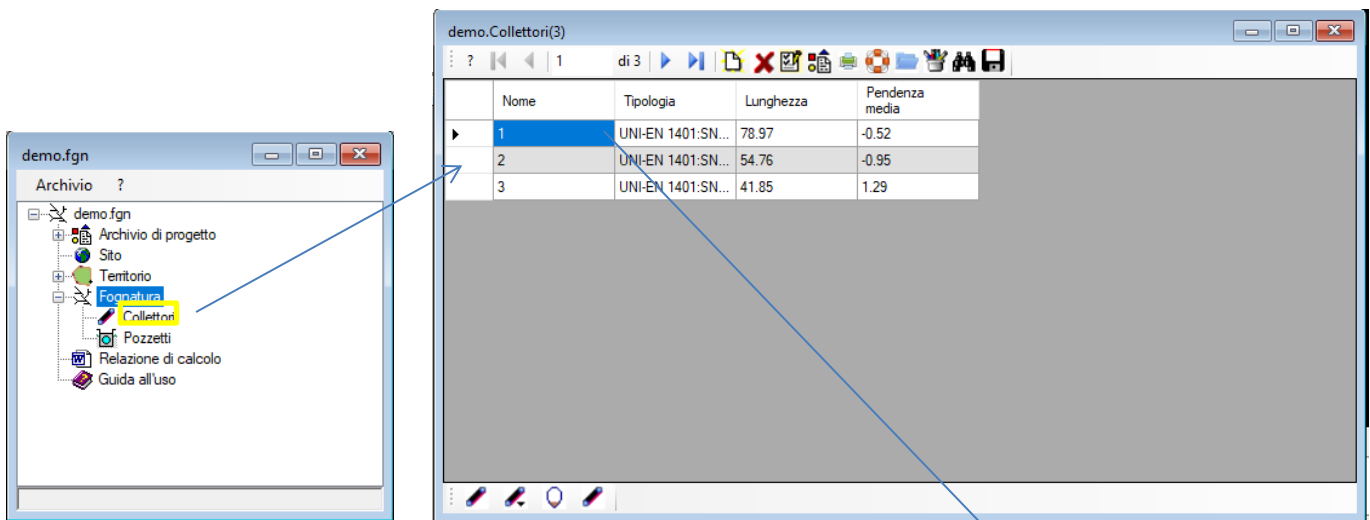 demo.Collettori(3)
? 1 di 3
Nome Tipologia Lunghezza Pendenza media
1 UNI-EN 1401:SN... 78.97 -0.52
2 UNI-EN 1401:SN... 54.76 -0.95
3 UNI-EN 1401:SN... 41.85 1.29
demo.fgn
Archivio ?
demo.fgn
Archivio di progetto
Sito
Territorio
Fognatura
Collettori
Pozzetti
Relazione di calcolo
Guida all'uso